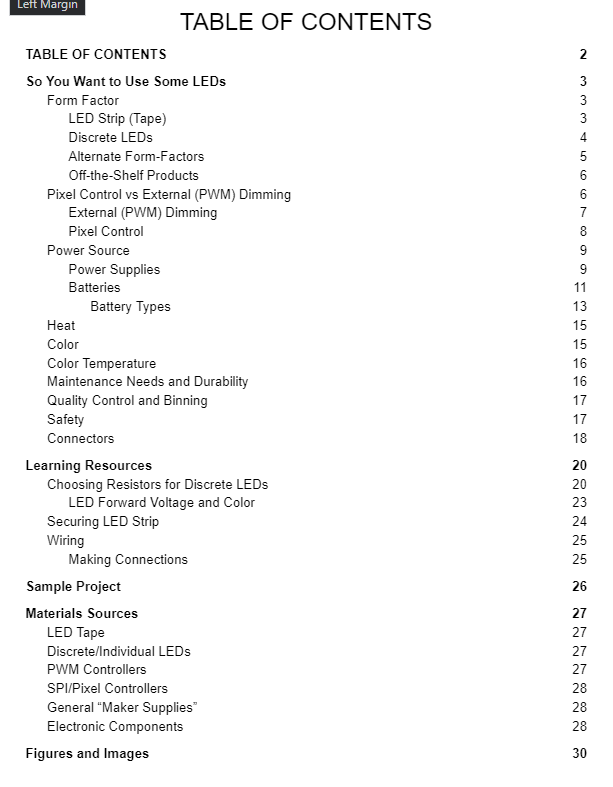 Left Margin
TABLE OF CONTENTS
TABLE OF CONTENTS 2
So You Want to Use Some LEDs 3
Form Factor 3
LED Strip (Tape) 3
Discrete LEDs 4
Alternate Form-Factors 5
Off-the-Shelf Products 6
Pixel Control vs External (PWM) Dimming 6
External (PWM) Dimming 7
Pixel Control 8
Power Source 9
Power Supplies 9
Batteries 11
Battery Types 13
Heat 15
Color 15
Color Temperature 16
Maintenance Needs and Durability 16
Quality Control and Binning 17
Safety 17
Connectors 18
Learning Resources 20
Choosing Resistors for Discrete LEDs 20
LED Forward Voltage and Color 23
Securing LED Strip 24
Wiring 25
Making Connections 25
Sample Project 26
Materials Sources 27
LED Tape 27
Discrete/Individual LEDs 27
PWM Controllers 27
SPI/Pixel Controllers 28
General “Maker Supplies” 28
Electronic Components 28
Figures and Images 30